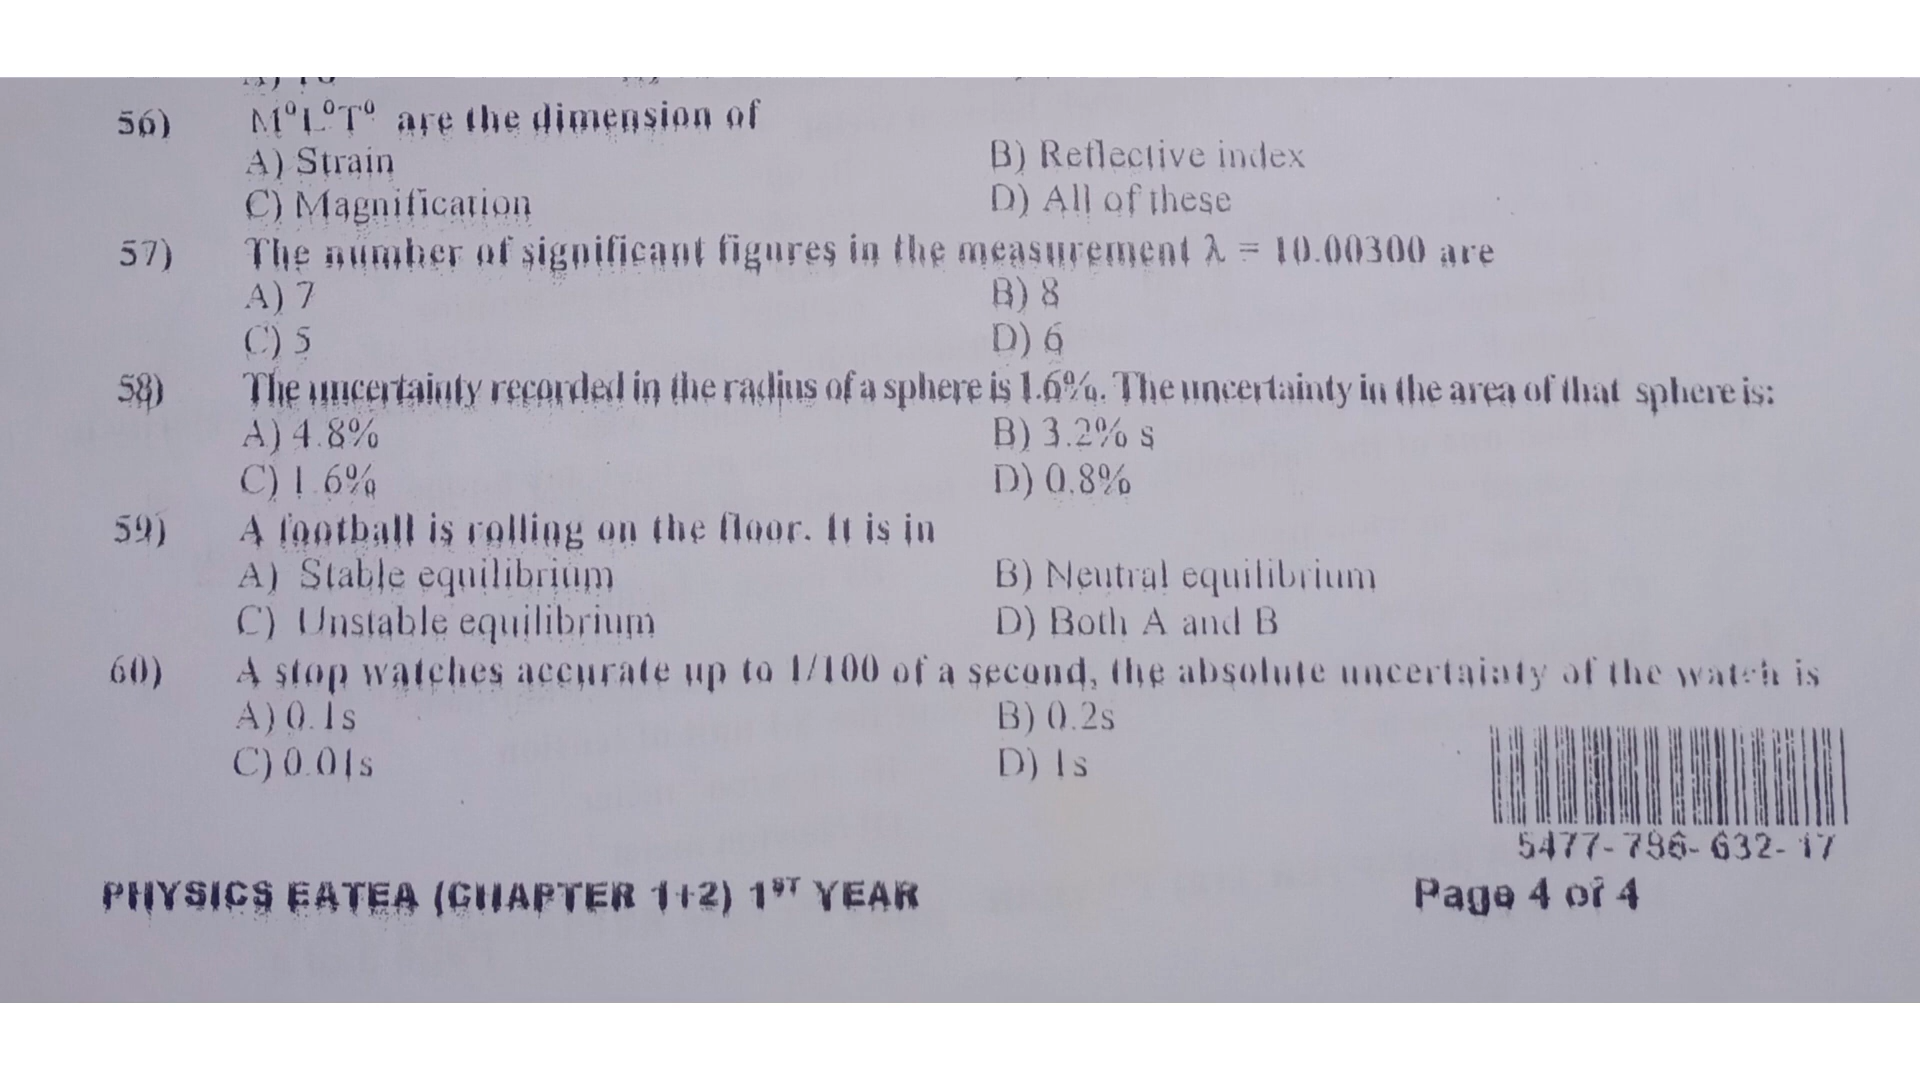 56) M⁰L⁰T⁰ are the dimension of
A) Strain B) Reflective index
C) Magnification D) All of these
57) The number of significant figures in the measurement λ = 10.00300 are
A) 7 B) 8
C) 5 D) 6
58) The uncertainty recorded in the radius of a sphere is 1.6%. The uncertainty in the area of that sphere is:
A) 4.8% B) 3.2% s
C) 1.6% D) 0.8%
59) A football is rolling on the floor. It is in
A) Stable equilibrium B) Neutral equilibrium
C) Unstable equilibrium D) Both A and B
60) A stop watches accurate up to 1/100 of a second, the absolute uncertainty of the watch is
A) 0.1s B) 0.2s
C) 0.01s D) 1s
5477-786-632-17
PHYSICS EATEA (CHAPTER 1+2) 1ST YEAR Page 4 of 4